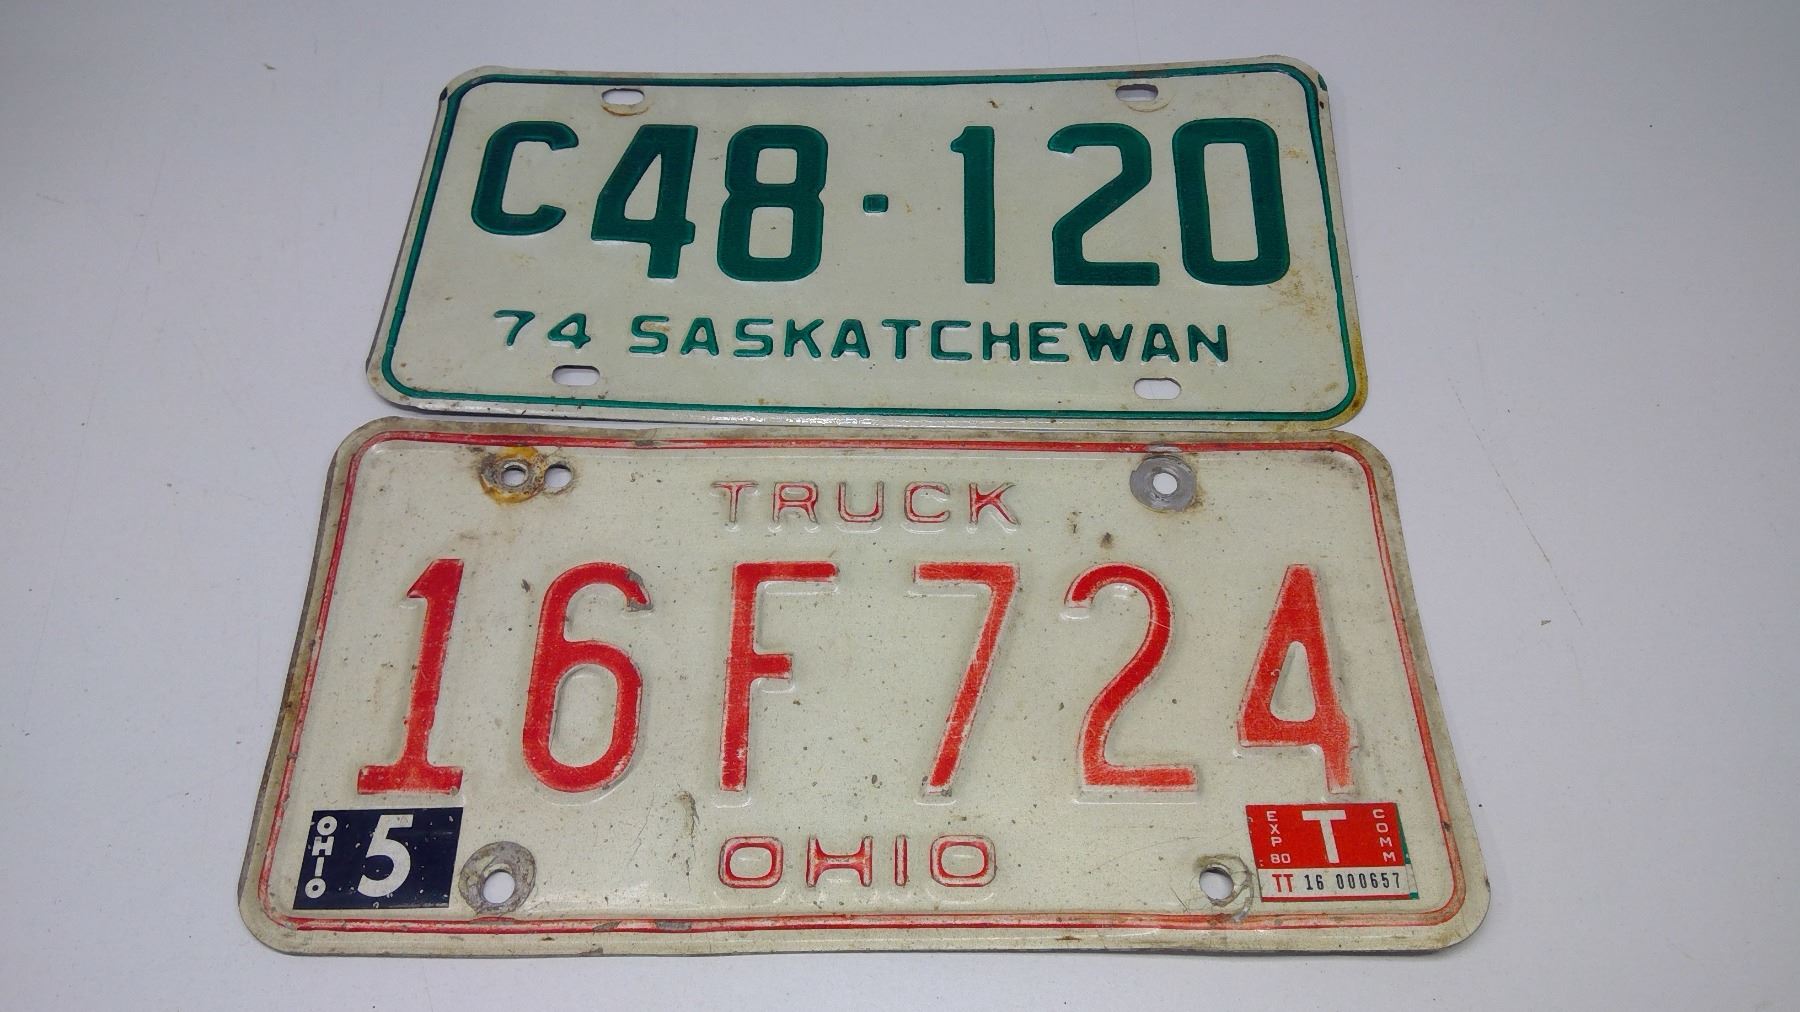 C48·120
74 SASKATCHEWAN
TRUCK
16F724
OHIO 5
OHIO
EXP 80 T COMM
TT 16 000657